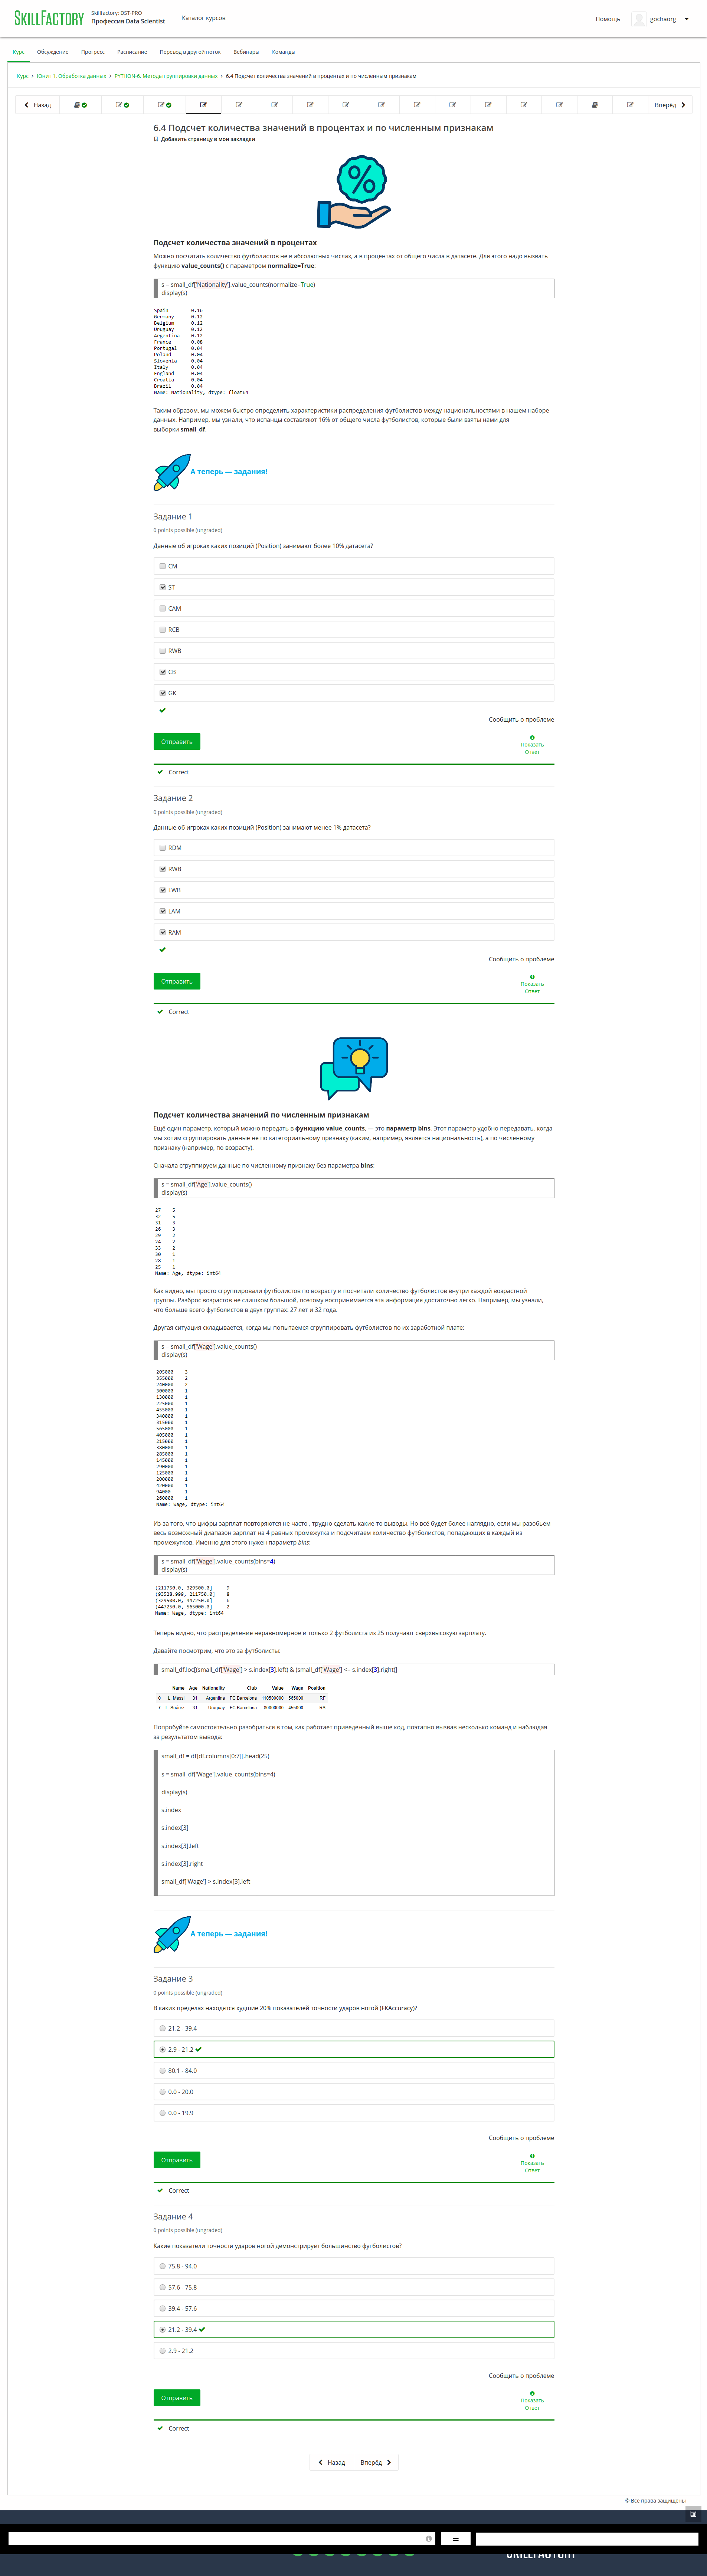 SKILLFACTORY
Skillfactory: DST-PRO
Профессия Data Scientist
Каталог курсов
Помощь
gochaorg
Курс
Обсуждение
Прогресс
Расписание
Перевод в другой поток
Вебинары
Команды
Курс > Юнит 1. Обработка данных > PYTHON-6. Методы группировки данных > 6.4 Подсчет количества значений в процентах и по численным признакам
Назад
Вперёд
6.4 Подсчет количества значений в процентах и по численным признакам
Добавить страницу в мои закладки
%
Подсчет количества значений в процентах
Можно посчитать количество футболистов не в абсолютных числах, а в процентах от общего числа в датасете. Для этого надо вызвать
функцию value_counts() с параметром normalize=True:
s = small_df['Nationality'].value_counts(normalize=True)
display(s)
Spain 0.16
Germany 0.12
Belgium 0.12
Uruguay 0.12
Argentina 0.12
France 0.08
Portugal 0.04
Poland 0.04
Slovenia 0.04
Italy 0.04
England 0.04
Croatia 0.04
Brazil 0.04
Name: Nationality, dtype: float64
Таким образом, мы можем быстро определить характеристики распределения футболистов между национальностями в нашем наборе
данных. Например, мы узнали, что испанцы составляют 16% от общего числа футболистов, которые были взяты нами для
выборки small_df.
А теперь — задания!
Задание 1
0 points possible (ungraded)
Данные об игроках каких позиций (Position) занимают более 10% датасета?
CM
ST
CAM
RCB
RWB
CB
GK
Сообщить о проблеме
Отправить
Показать
Ответ
Correct
Задание 2
0 points possible (ungraded)
Данные об игроках каких позиций (Position) занимают менее 1% датасета?
RDM
RWB
LWB
LAM
RAM
Сообщить о проблеме
Отправить
Показать
Ответ
Correct
Подсчет количества значений по численным признакам
Ещё один параметр, который можно передать в функцию value_counts, — это параметр bins. Этот параметр удобно передавать, когда
мы хотим сгруппировать данные не по категориальному признаку (каким, например, является национальность), а по численному
признаку (например, по возрасту).
Сначала сгруппируем данные по численному признаку без параметра bins:
s = small_df['Age'].value_counts()
display(s)
27 5
32 5
31 3
26 3
29 2
24 2
33 2
30 1
28 1
25 1
Name: Age, dtype: int64
Как видно, мы просто сгруппировали футболистов по возрасту и посчитали количество футболистов внутри каждой возрастной
группы. Разброс возрастов не слишком большой, поэтому воспринимается эта информация достаточно легко. Например, мы узнали,
что больше всего футболистов в двух группах: 27 лет и 32 года.
Другая ситуация складывается, когда мы попытаемся сгруппировать футболистов по их заработной плате:
s = small_df['Wage'].value_counts()
display(s)
205000 3
355000 2
240000 2
300000 1
130000 1
225000 1
455000 1
340000 1
315000 1
565000 1
405000 1
215000 1
380000 1
285000 1
145000 1
290000 1
125000 1
200000 1
420000 1
94000 1
260000 1
Name: Wage, dtype: int64
Из-за того, что цифры зарплат повторяются не часто , трудно сделать какие-то выводы. Но всё будет более наглядно, если мы разобьем
весь возможный диапазон зарплат на 4 равных промежутка и подсчитаем количество футболистов, попадающих в каждый из
промежутков. Именно для этого нужен параметр bins:
s = small_df['Wage'].value_counts(bins=4)
display(s)
(211750.0, 329500.0] 9
(93528.999, 211750.0] 8
(329500.0, 447250.0] 6
(447250.0, 565000.0] 2
Name: Wage, dtype: int64
Теперь видно, что распределение неравномерное и только 2 футболиста из 25 получают сверхвысокую зарплату.
Давайте посмотрим, что это за футболисты:
small_df.loc[(small_df['Wage'] > s.index[3].left) & (small_df['Wage'] <= s.index[3].right)]
Name Age Nationality Club Value Wage Position
0 L. Messi 31 Argentina FC Barcelona 110500000 565000 RF
7 L. Suárez 31 Uruguay FC Barcelona 80000000 455000 RS
Попробуйте самостоятельно разобраться в том, как работает приведенный выше код, поэтапно вызвав несколько команд и наблюдая
за результатом вывода:
small_df = df[df.columns[0:7]].head(25)
s = small_df['Wage'].value_counts(bins=4)
display(s)
s.index
s.index[3]
s.index[3].left
s.index[3].right
small_df['Wage'] > s.index[3].left
А теперь — задания!
Задание 3
0 points possible (ungraded)
В каких пределах находятся худшие 20% показателей точности ударов ногой (FKAccuracy)?
21.2 - 39.4
2.9 - 21.2
80.1 - 84.0
0.0 - 20.0
0.0 - 19.9
Сообщить о проблеме
Отправить
Показать
Ответ
Correct
Задание 4
0 points possible (ungraded)
Какие показатели точности ударов ногой демонстрирует большинство футболистов?
75.8 - 94.0
57.6 - 75.8
39.4 - 57.6
21.2 - 39.4
2.9 - 21.2
Сообщить о проблеме
Отправить
Показать
Ответ
Correct
Назад
Вперёд
© Все права защищены
=
SKILLFACTORY